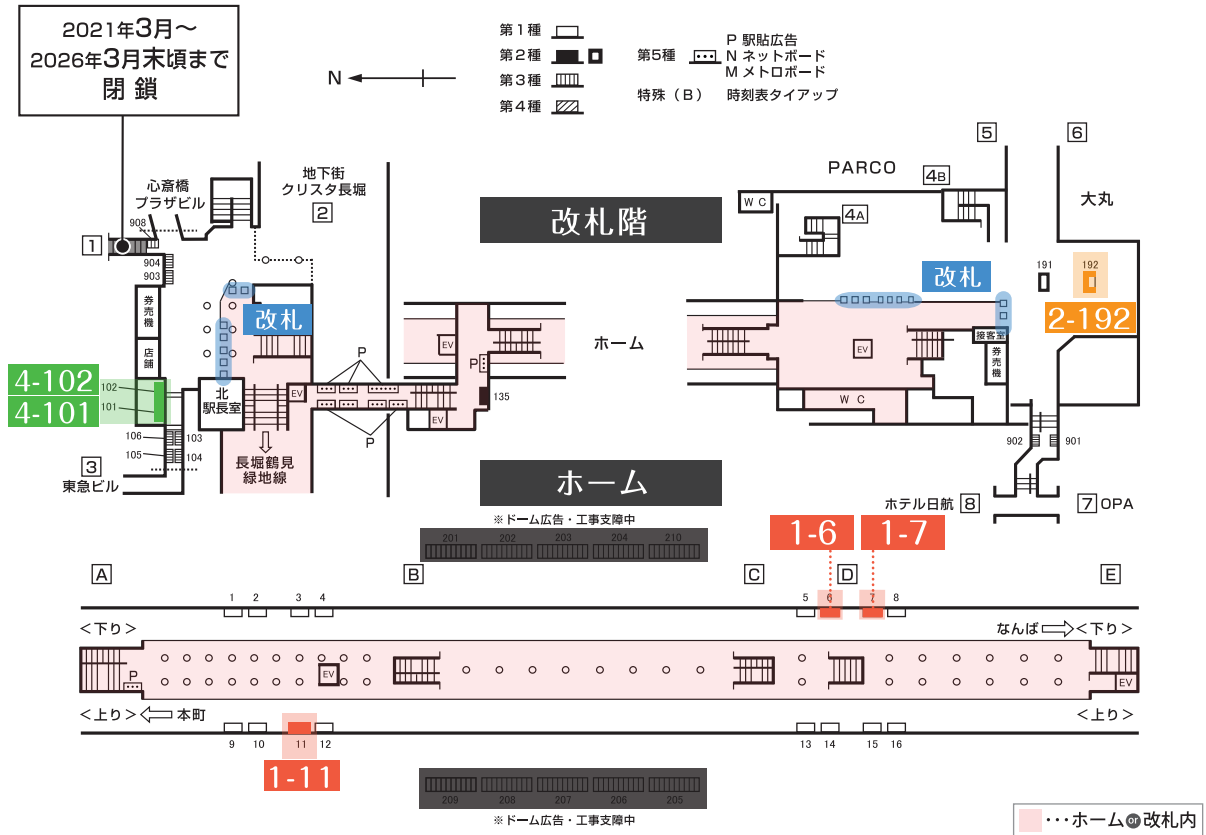 2021年3月～
2026年3月末頃まで
閉鎖
第1種
第2種
第3種
第4種
第5種
P 駅貼広告
N ネットボード
M メトロボード
特殊（B） 時刻表タイアップ
N
心斎橋
プラザビル
908
1
904
903
券売機
店舗
地下街
クリスタ長堀
2
改札
4-102
4-101
102
101
106
103
105
104
3
東急ビル
北
駅長室
長堀鶴見
緑地線
EV
P
P
EV
EV
P
135
改札階
ホーム
PARCO
WC
4A
4B
5
6
大丸
改札
191
192
2-192
接客室
券売機
EV
WC
902
901
ホテル日航
8
7
OPA
ホーム
※ドーム広告・工事支障中
201
202
203
204
210
1-6
1-7
A
B
C
D
E
1
2
3
4
5
6
7
8
＜下り＞
なんば
＜下り＞
P
EV
EV
＜上り＞
本町
＜上り＞
9
10
11
12
13
14
15
16
1-11
209
208
207
206
205
※ドーム広告・工事支障中
･･･ホームor改札内